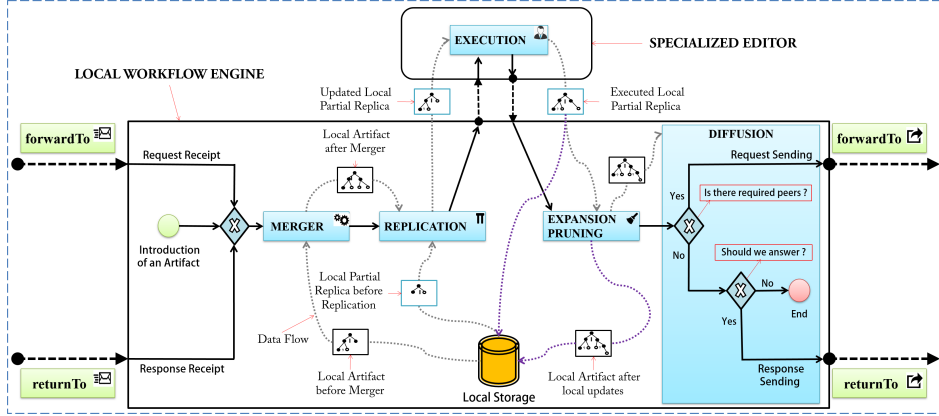 EXECUTION
SPECIALIZED EDITOR
LOCAL WORKFLOW ENGINE
Updated Local
Partial Replica
Executed Local
Partial Replica
forwardTo
forwardTo
Local Artifact
after Merger
DIFFUSION
Request Receipt
Request Sending
Yes
Is there required peers ?
X
MERGER
REPLICATION
EXPANSION
PRUNING
X
Introduction
of an Artifact
No
Should we answer ?
Local Partial
Replica before
Replication
X
No
End
Yes
Data Flow
Response Receipt
Local Artifact
before Merger
Local Storage
Local Artifact after
local updates
Response
Sending
returnTo
returnTo